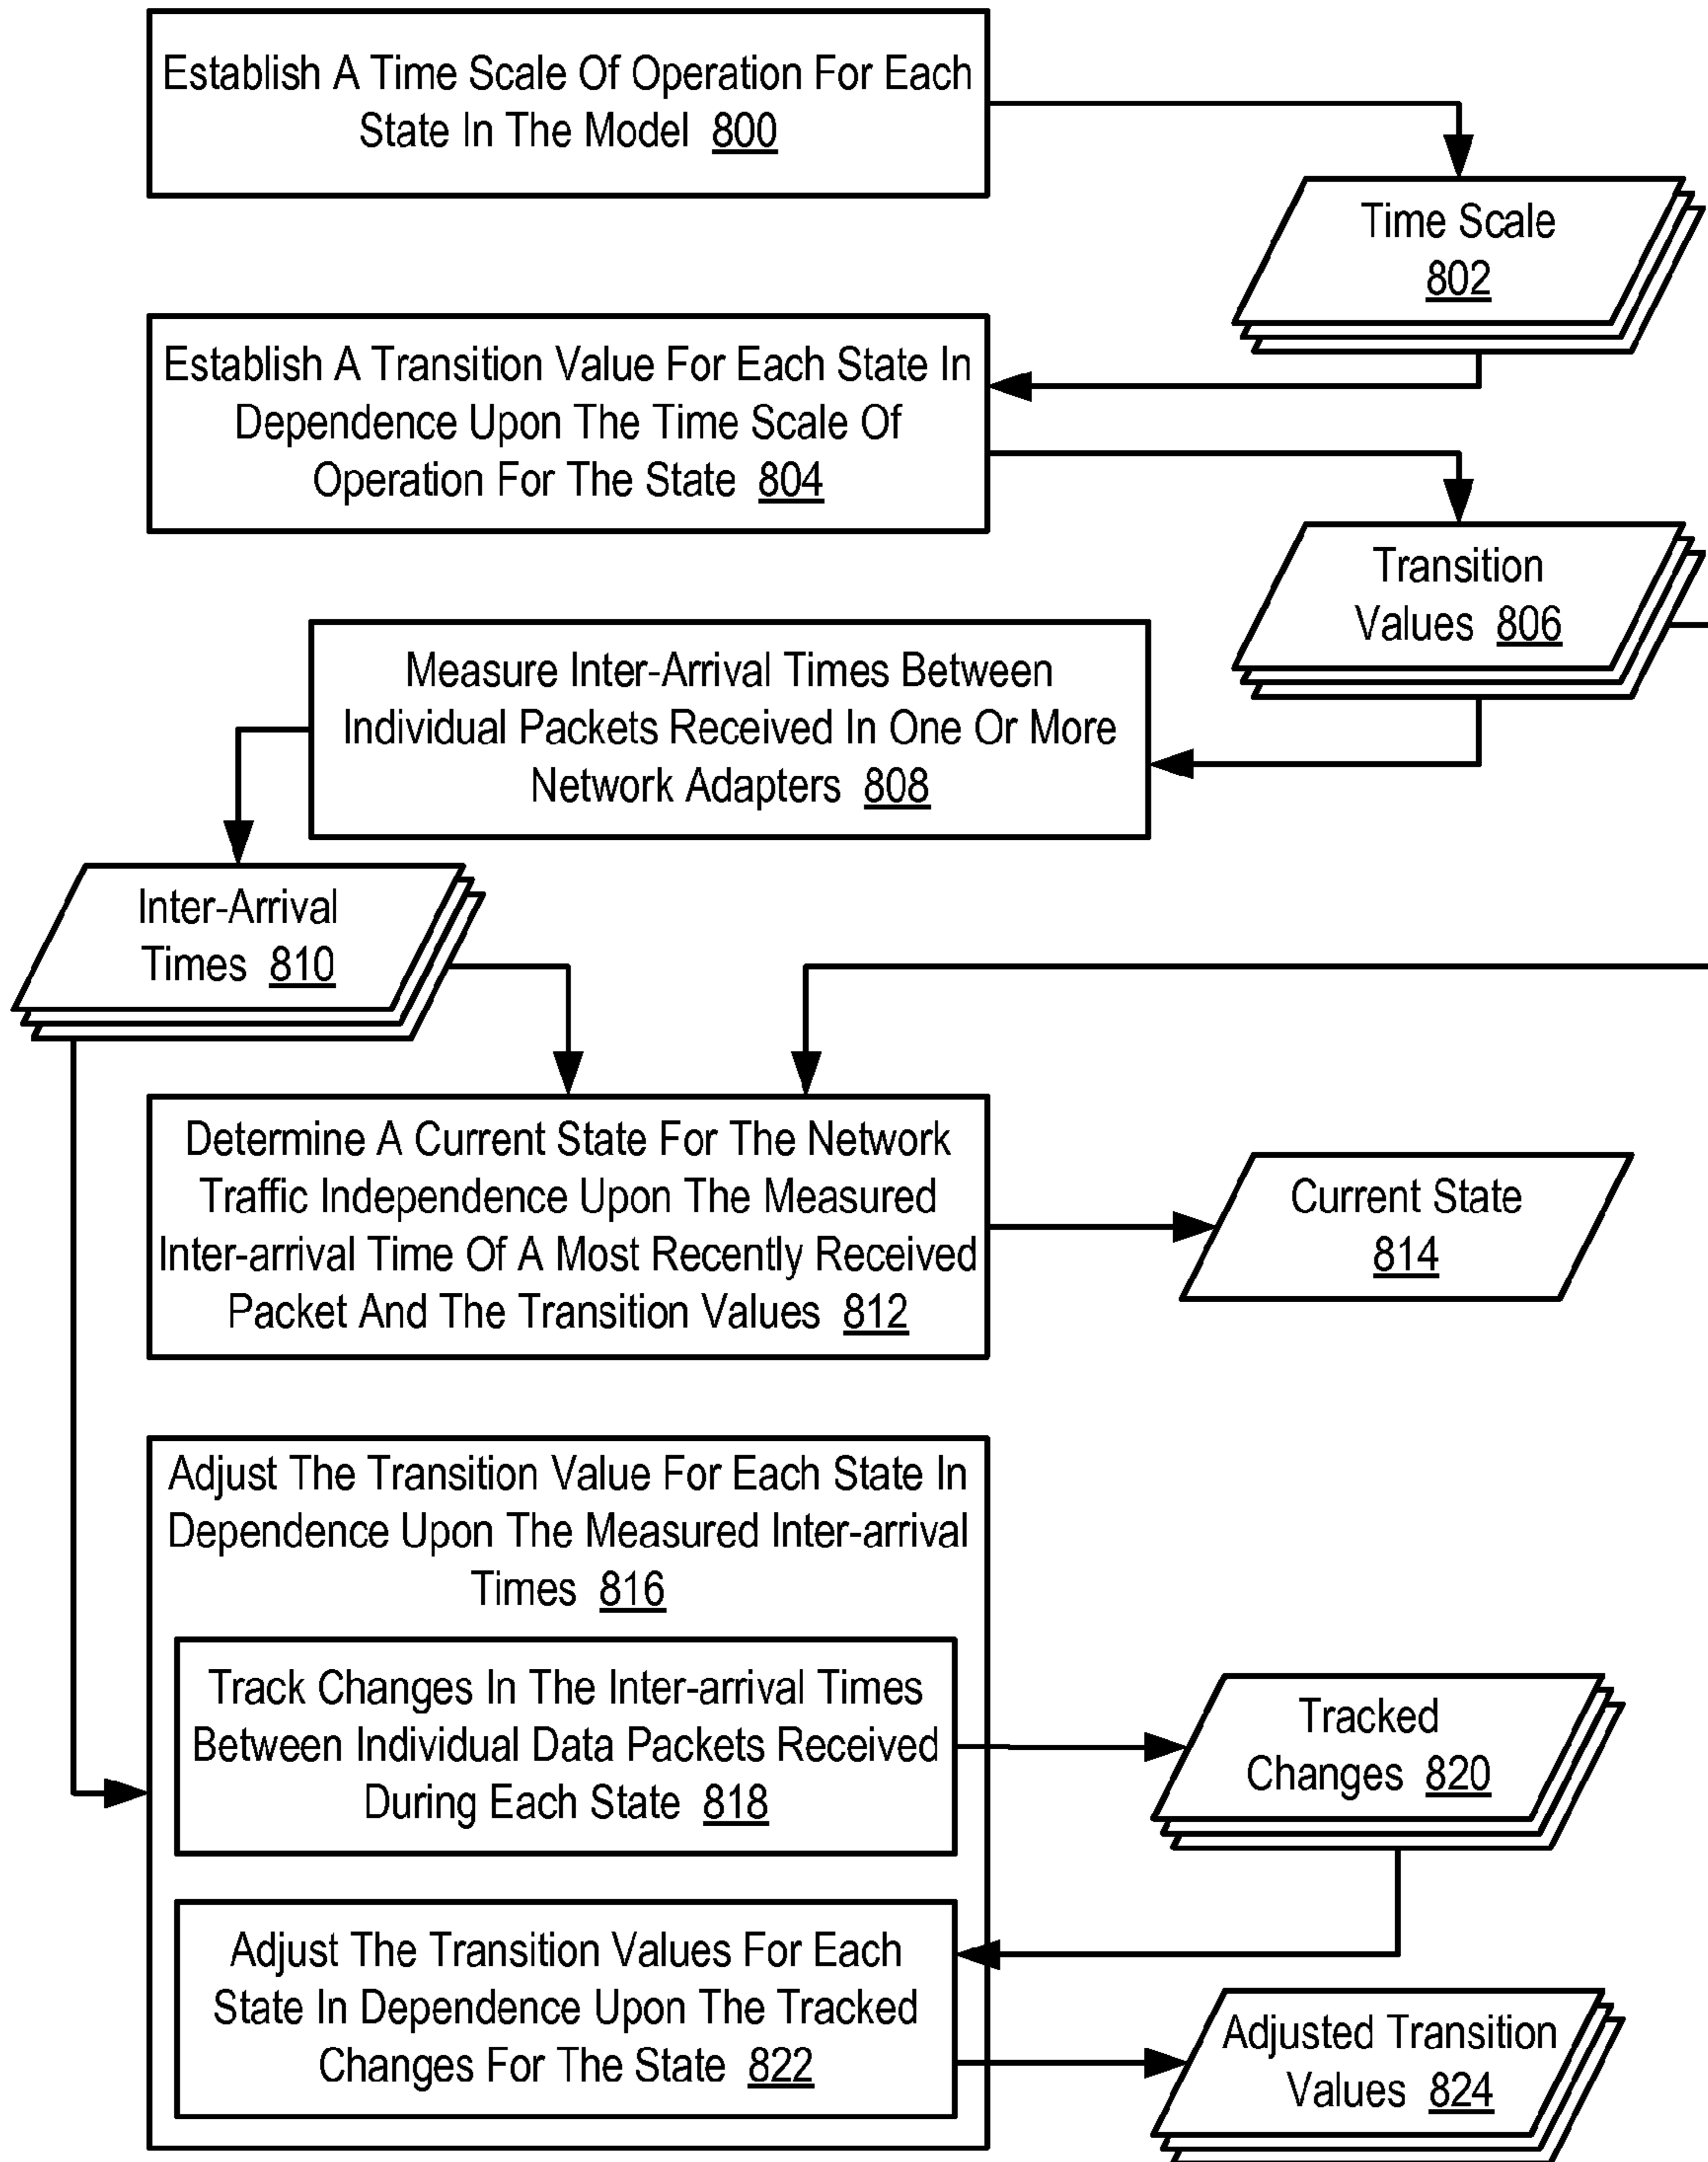 Establish A Time Scale Of Operation For Each
State In The Model 800
Time Scale
802
Establish A Transition Value For Each State In
Dependence Upon The Time Scale Of
Operation For The State 804
Transition
Values 806
Measure Inter-Arrival Times Between
Individual Packets Received In One Or More
Network Adapters 808
Inter-Arrival
Times 810
Determine A Current State For The Network
Traffic Independence Upon The Measured
Inter-arrival Time Of A Most Recently Received
Packet And The Transition Values 812
Current State
814
Adjust The Transition Value For Each State In
Dependence Upon The Measured Inter-arrival
Times 816
Track Changes In The Inter-arrival Times
Between Individual Data Packets Received
During Each State 818
Tracked
Changes 820
Adjust The Transition Values For Each
State In Dependence Upon The Tracked
Changes For The State 822
Adjusted Transition
Values 824